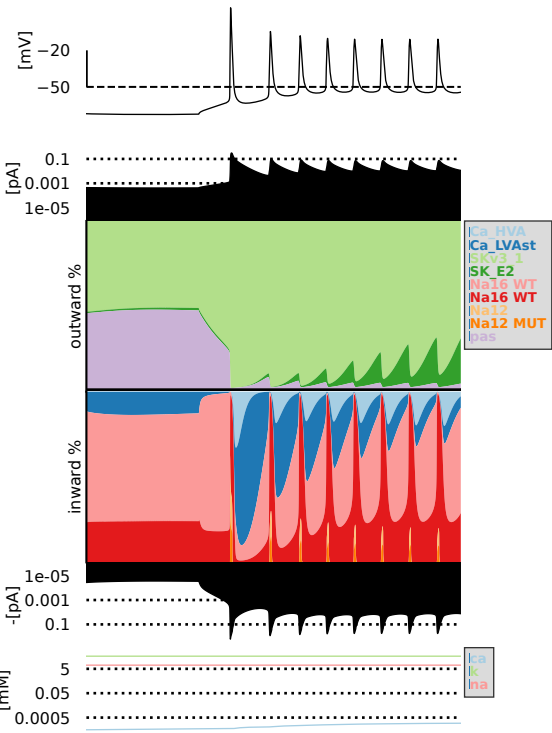 [mV]
−20
−50
[pA]
0.1
0.001
1e-05
outward %
Ca_HVA
Ca_LVAst
SKv3_1
SK_E2
Na16 WT
Na16 WT
Na12
Na12 MUT
pas
inward %
-[pA]
1e-05
0.001
0.1
[mM]
5
0.05
0.0005
ca
k
na